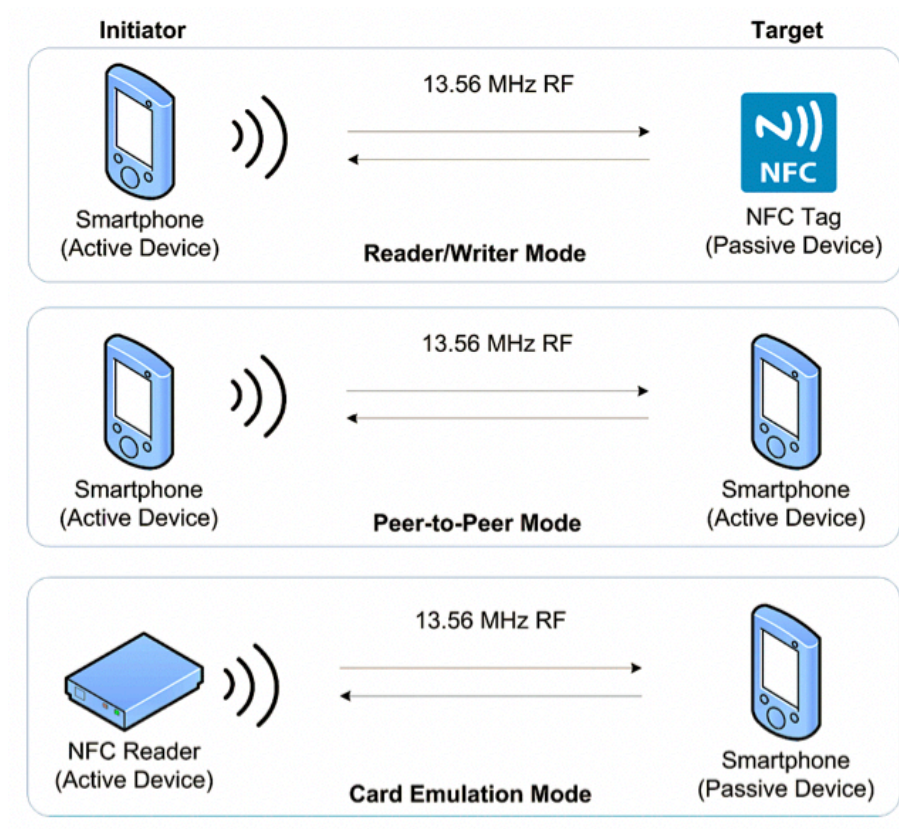 Initiator
Target
13.56 MHz RF
NFC
Smartphone
(Active Device)
NFC Tag
(Passive Device)
Reader/Writer Mode
13.56 MHz RF
Smartphone
(Active Device)
Smartphone
(Active Device)
Peer-to-Peer Mode
13.56 MHz RF
NFC Reader
(Active Device)
Smartphone
(Passive Device)
Card Emulation Mode